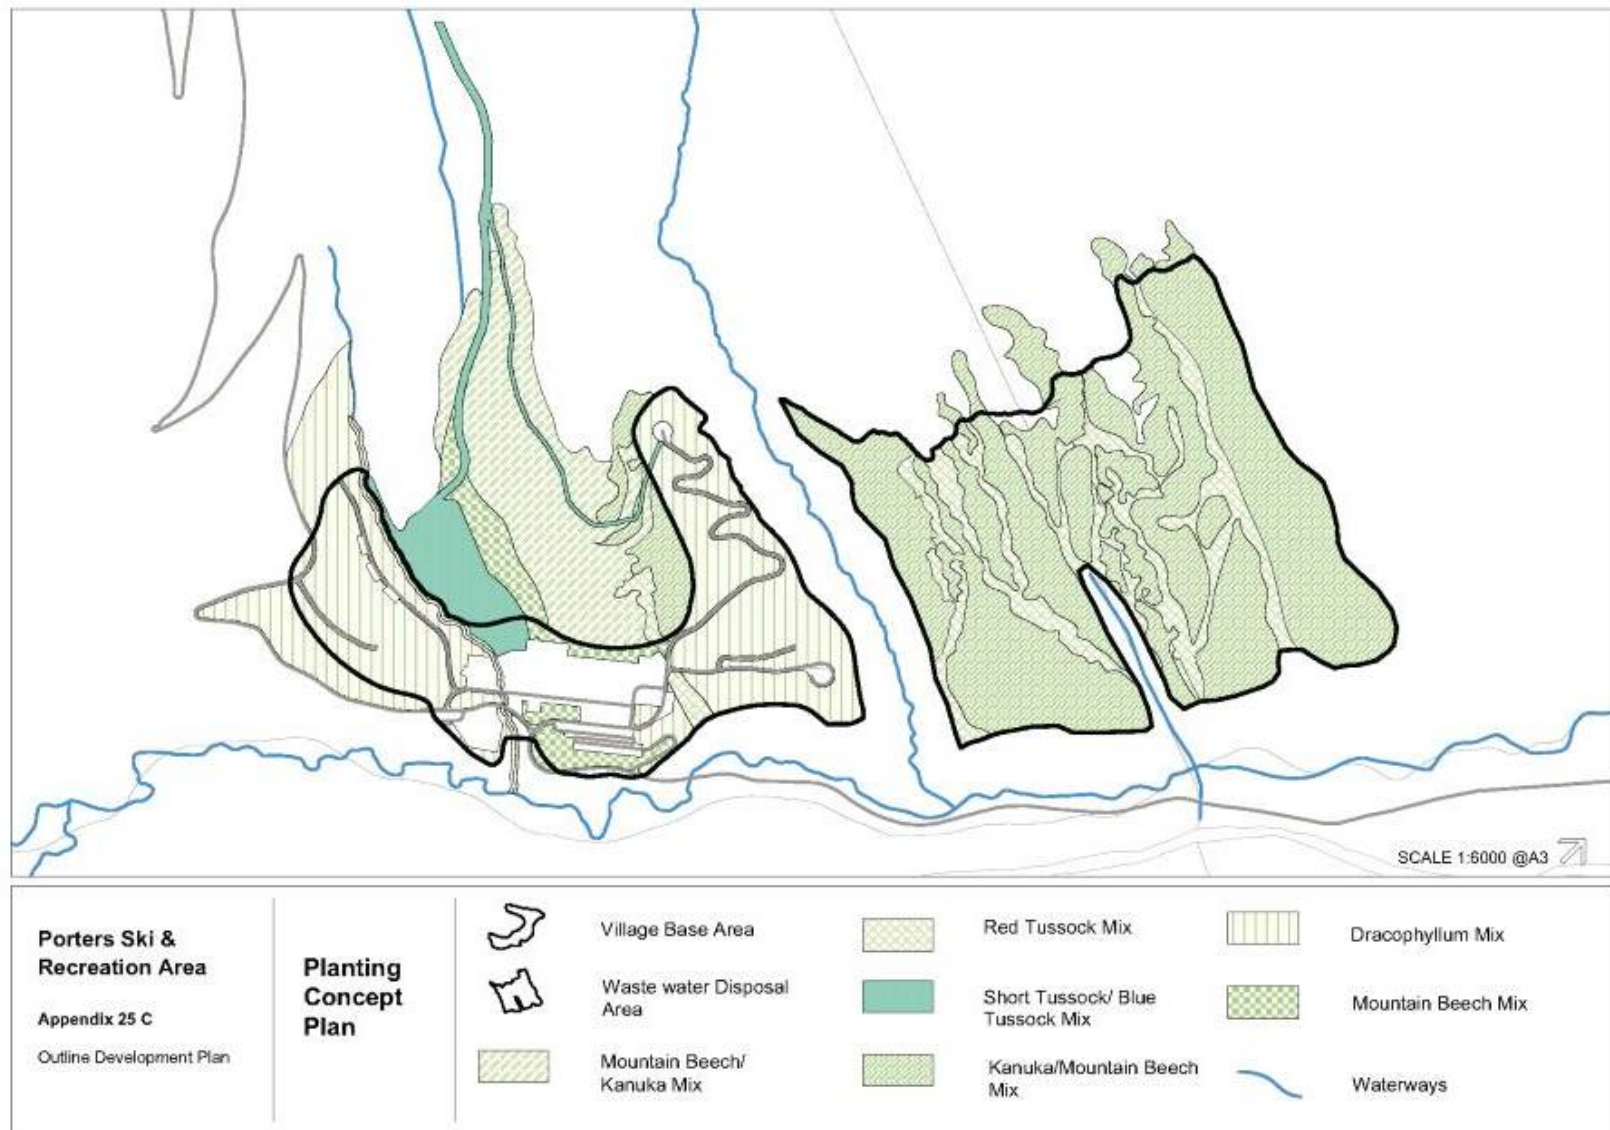 SCALE 1:6000 @A3
Porters Ski &
Recreation Area
Appendix 25 C
Outline Development Plan
Planting
Concept
Plan
Village Base Area
Waste water Disposal
Area
Mountain Beech/
Kanuka Mix
Red Tussock Mix
Short Tussock/ Blue
Tussock Mix
Kanuka/Mountain Beech
Mix
Dracophyllum Mix
Mountain Beech Mix
Waterways